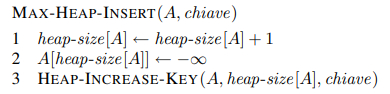 MAX-HEAP-INSERT(A, chiave)
1 heap-size[A] ← heap-size[A] + 1
2 A[heap-size[A]] ← −∞
3 HEAP-INCREASE-KEY(A, heap-size[A], chiave)